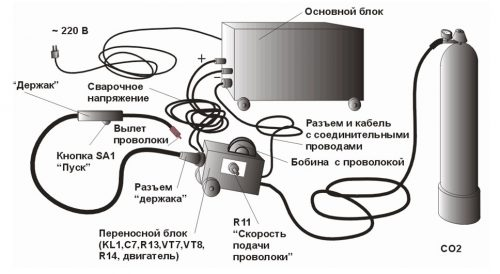 Основной блок
~ 220 В
+
−
Сварочное
напряжение
"Держак"
Вылет
проволоки
Кнопка SA1
"Пуск"
Разъем и кабель
с соединительными
проводами
Бобина с проволокой
Разъем
"держака"
R11
"Скорость
подачи
проволоки"
Переносной блок
(KL1,C7,R13,VT7,VT8,
R14, двигатель)
CO2